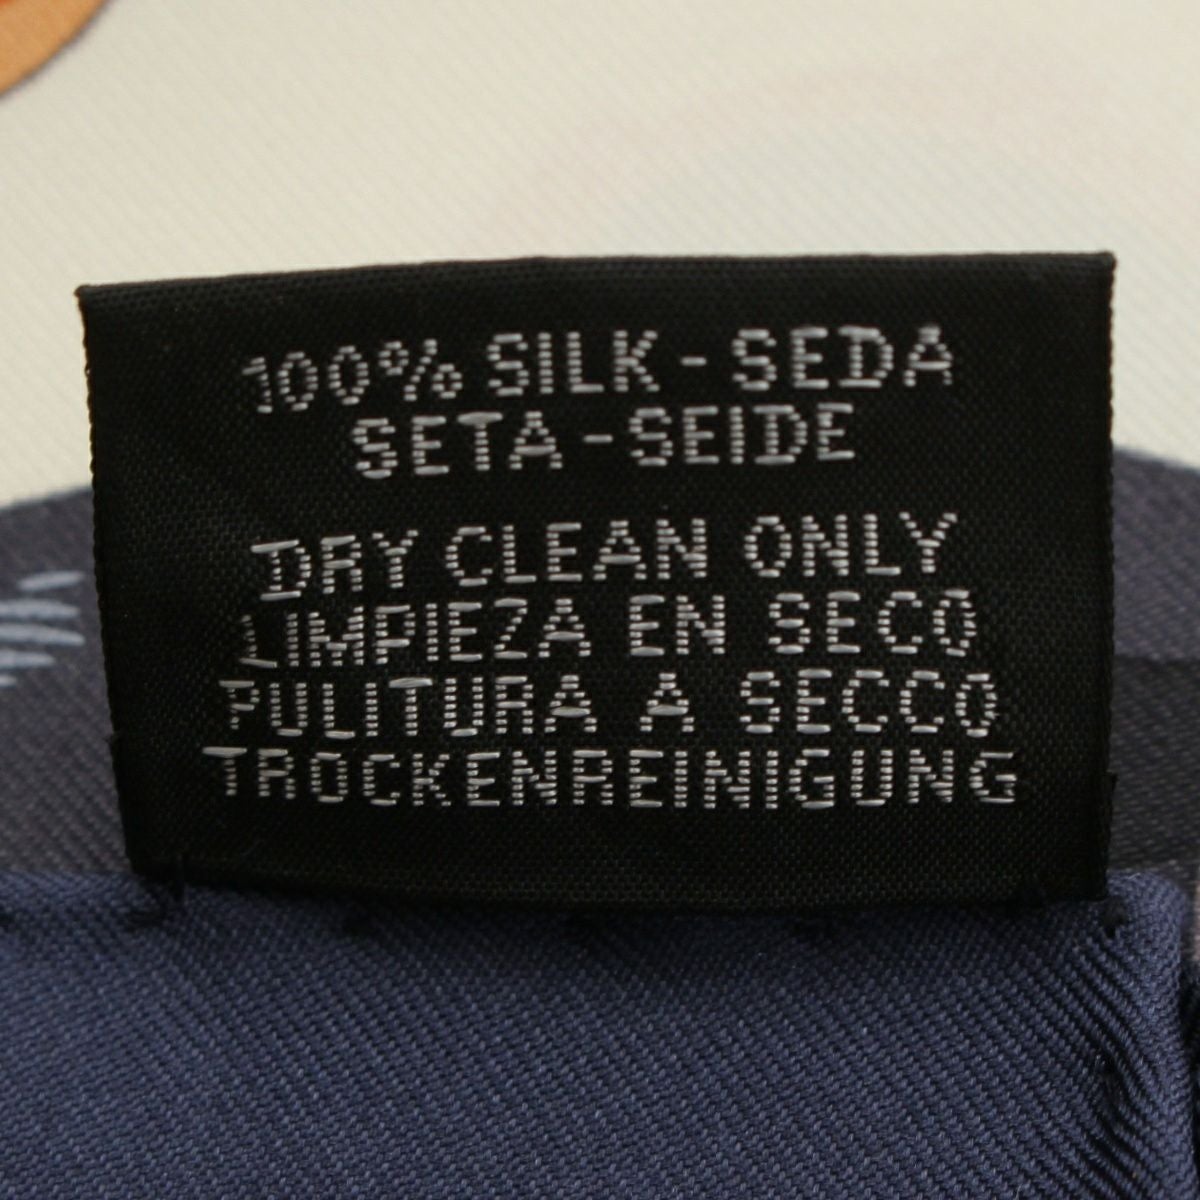 100% SILK - SEDA
SETA - SEIDE
DRY CLEAN ONLY
LIMPIEZA EN SECO
PULITURA A SECCO
TROCKENREINIGUNG